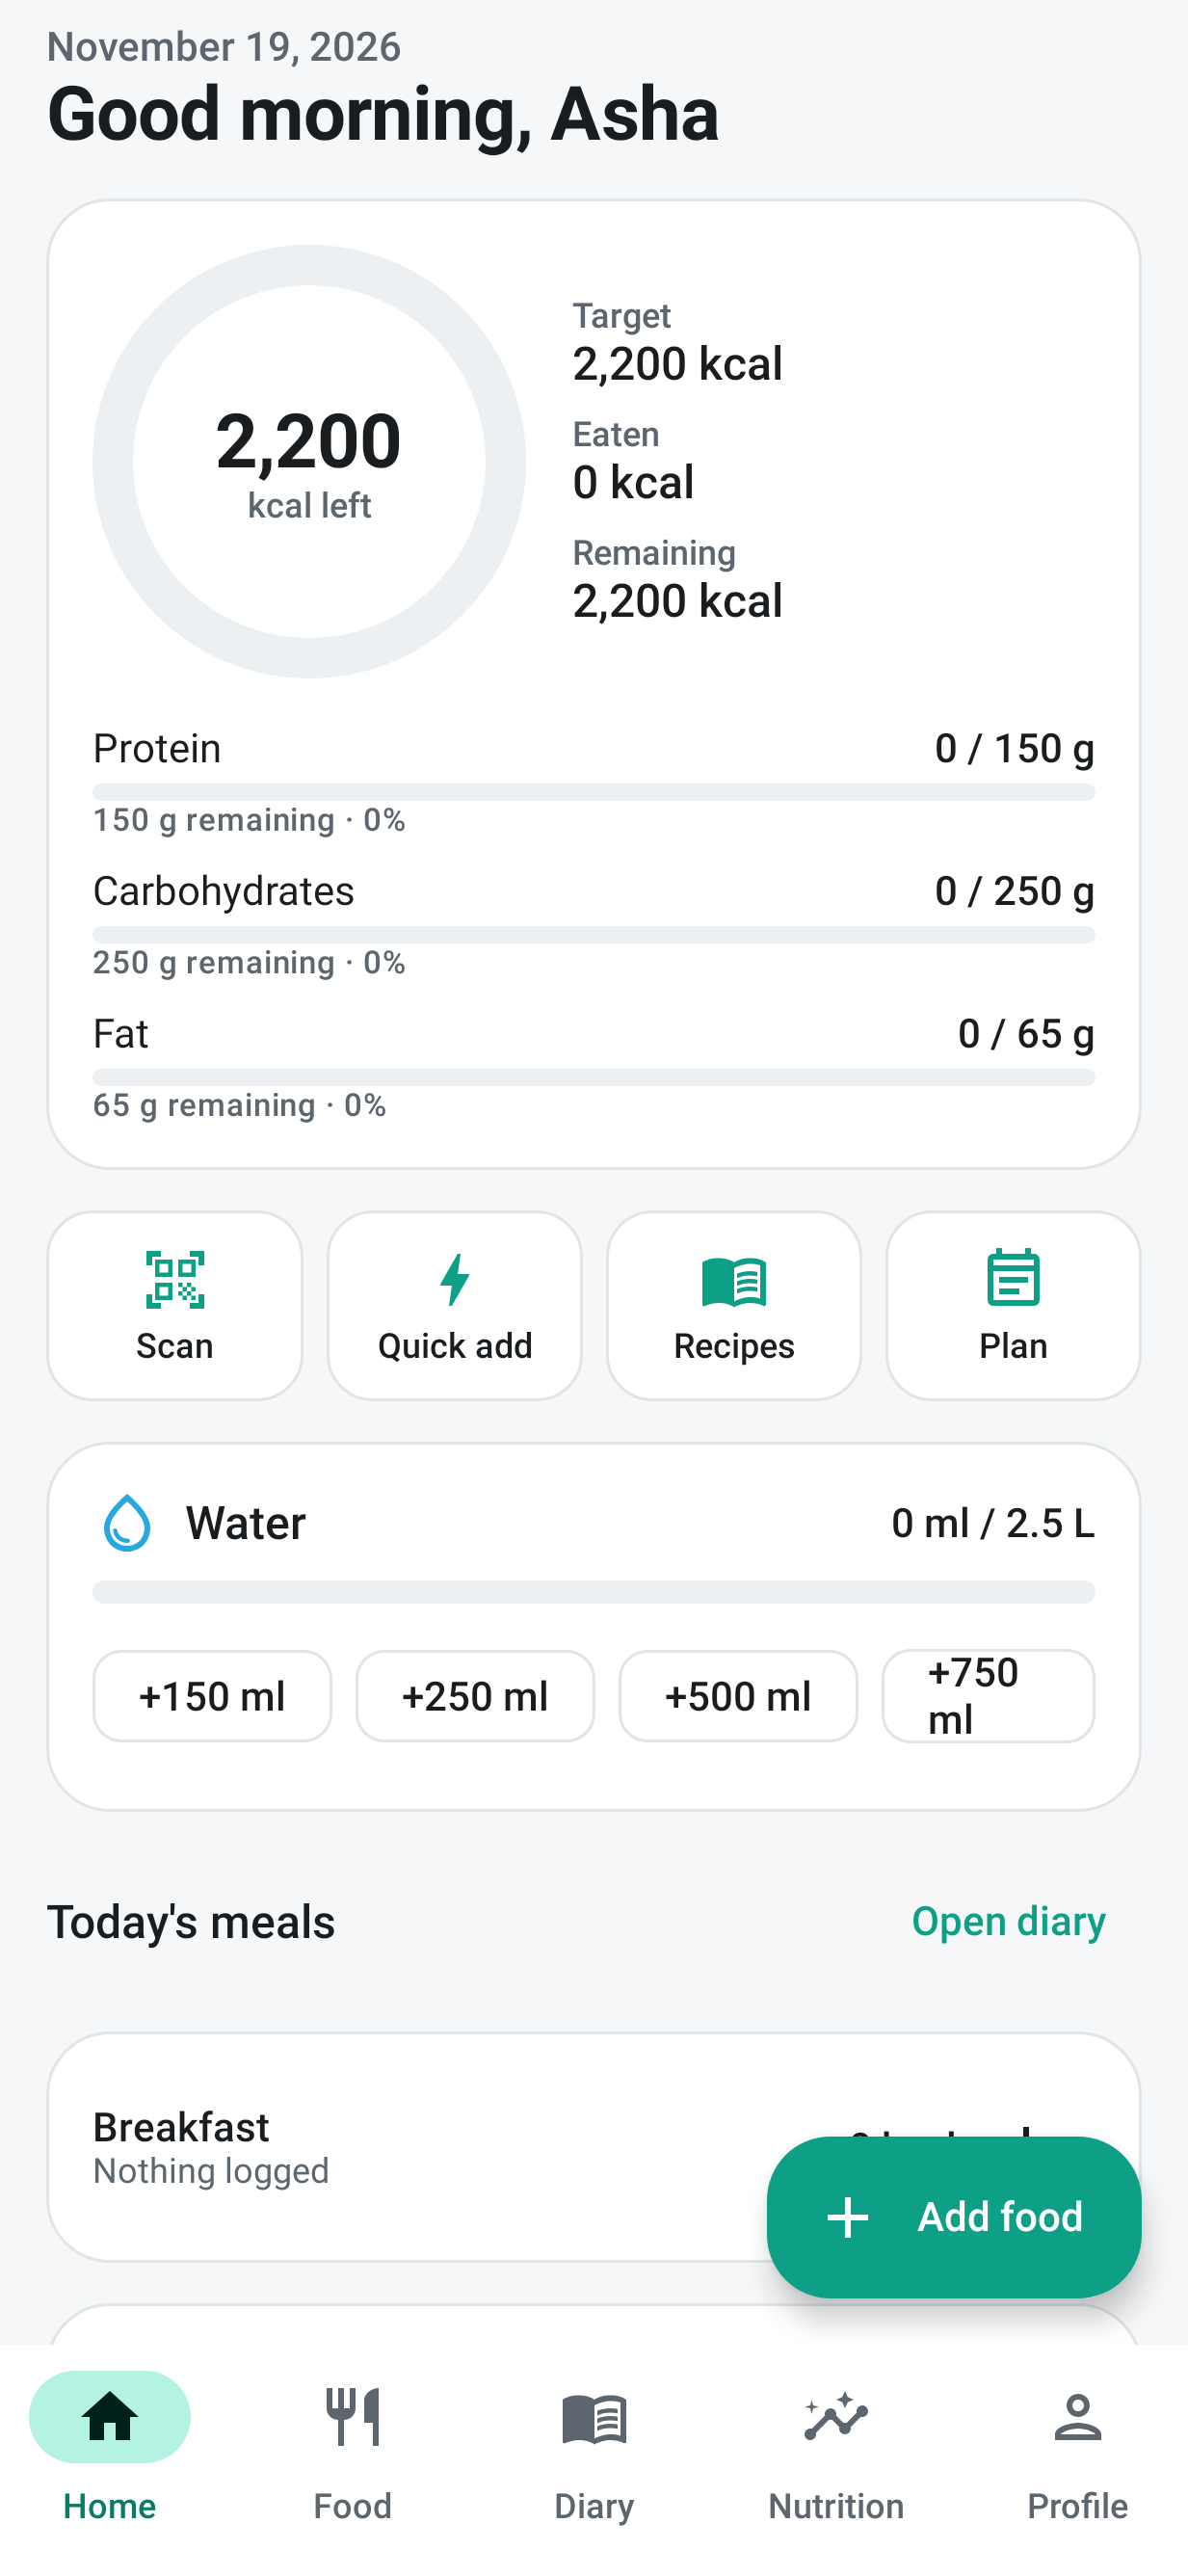 November 19, 2026
Good morning, Asha
2,200
kcal left
Target
2,200 kcal
Eaten
0 kcal
Remaining
2,200 kcal
Protein
0 / 150 g
150 g remaining · 0%
Carbohydrates
0 / 250 g
250 g remaining · 0%
Fat
0 / 65 g
65 g remaining · 0%
Scan
Quick add
Recipes
Plan
Water
0 ml / 2.5 L
+150 ml
+250 ml
+500 ml
+750
ml
Today's meals
Open diary
Breakfast
Nothing logged
Add food
Home
Food
Diary
Nutrition
Profile